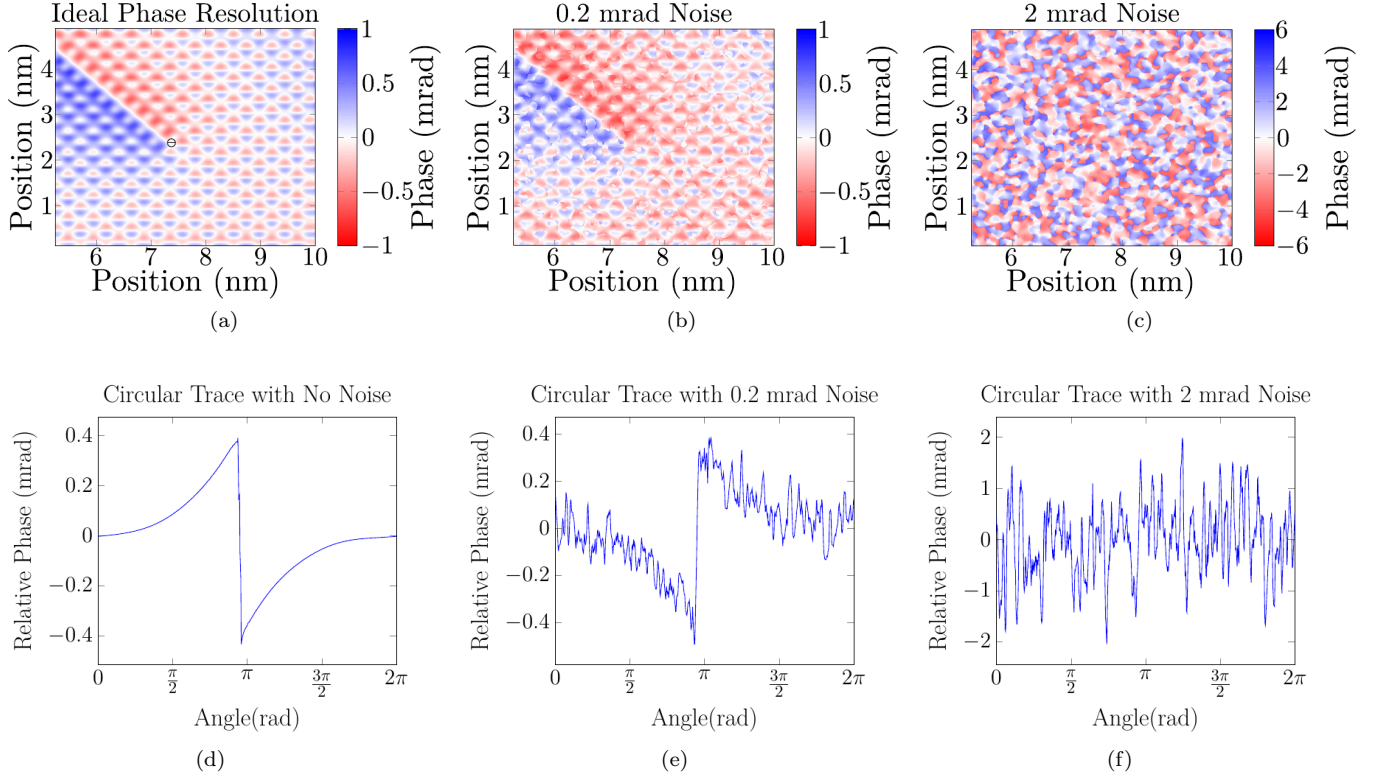 Ideal Phase Resolution
Position (nm)
4
3
2
1
6 7 8 9 10
Position (nm)
1
0.5
0
−0.5
−1
Phase (mrad)
(a)
0.2 mrad Noise
Position (nm)
4
3
2
1
6 7 8 9 10
Position (nm)
1
0.5
0
−0.5
−1
Phase (mrad)
(b)
2 mrad Noise
Position (nm)
4
3
2
1
6 7 8 9 10
Position (nm)
6
4
2
0
−2
−4
−6
Phase (mrad)
(c)
Circular Trace with No Noise
Relative Phase (mrad)
0.4
0.2
0
−0.2
−0.4
0 π/2 π 3π/2 2π
Angle(rad)
(d)
Circular Trace with 0.2 mrad Noise
Relative Phase (mrad)
0.4
0.2
0
−0.2
−0.4
0 π/2 π 3π/2 2π
Angle(rad)
(e)
Circular Trace with 2 mrad Noise
Relative Phase (mrad)
2
1
0
−1
−2
0 π/2 π 3π/2 2π
Angle(rad)
(f)